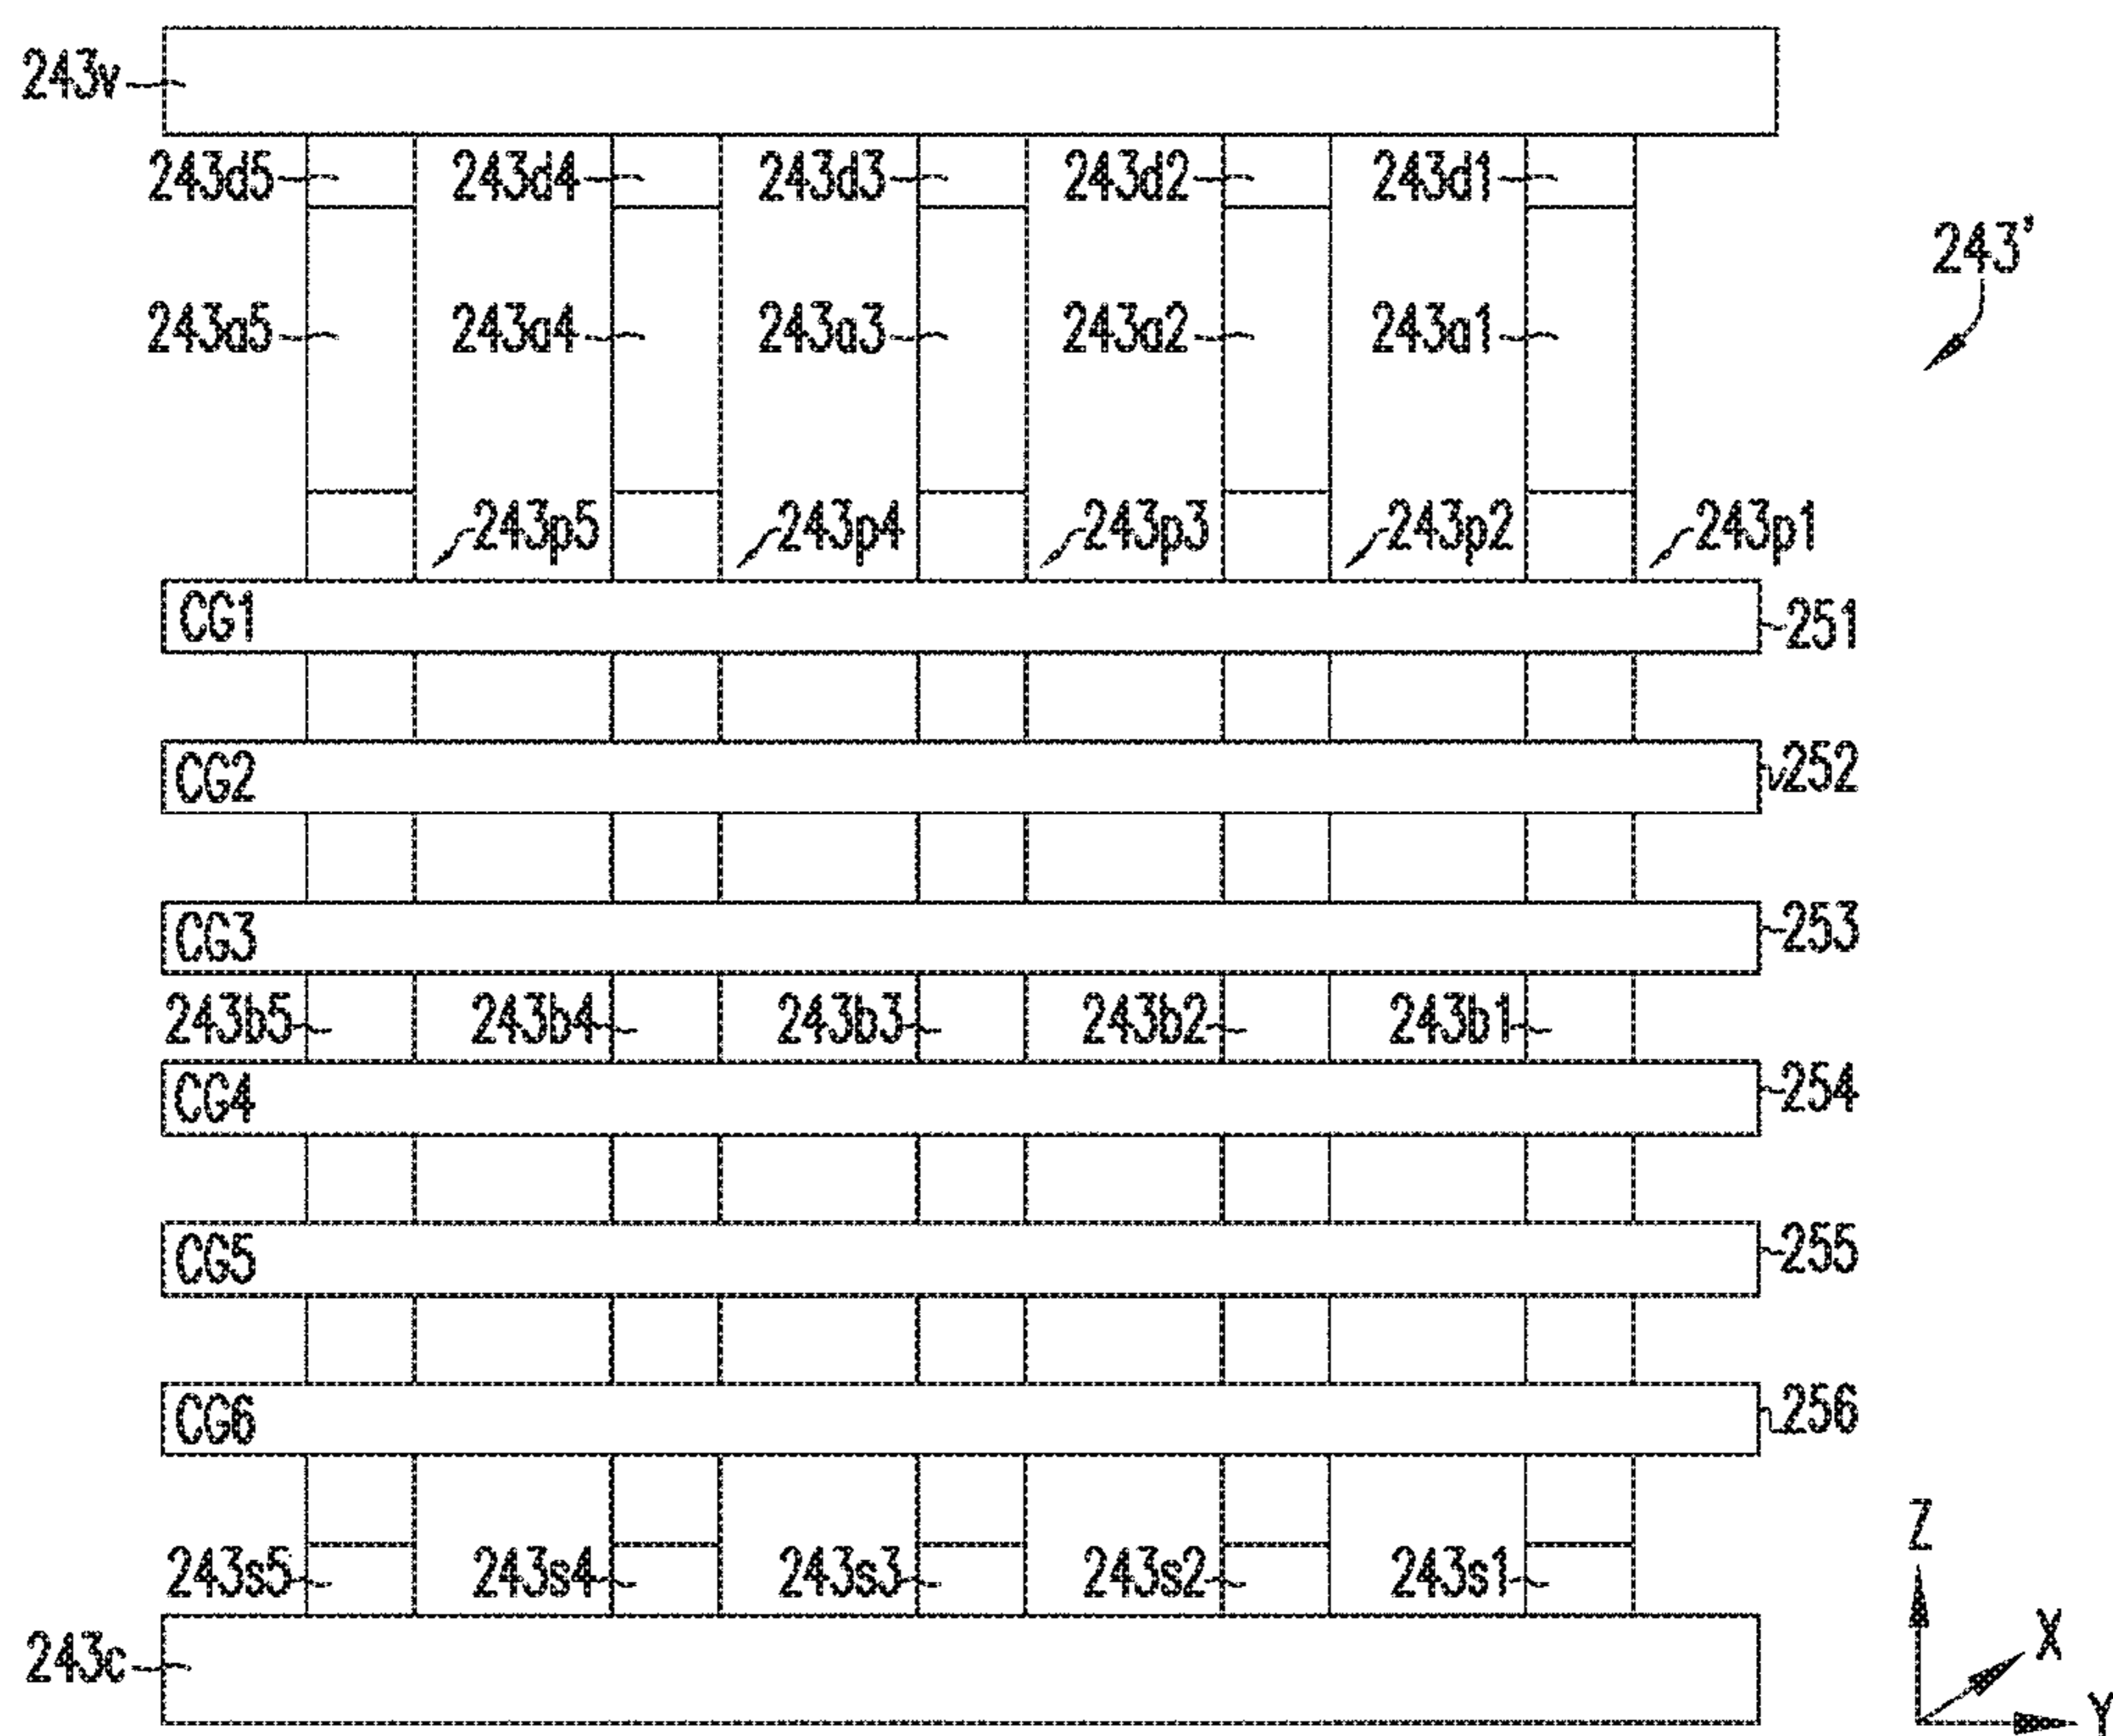 243v
243d5 243d4 243d3 243d2 243d1
243'
243a5 243a4 243a3 243a2 243a1
243p5 243p4 243p3 243p2 243p1
CG1 251
CG2 252
CG3 253
243b5 243b4 243b3 243b2 243b1
CG4 254
CG5 255
CG6 256
243s5 243s4 243s3 243s2 243s1
243c
Z
X
Y